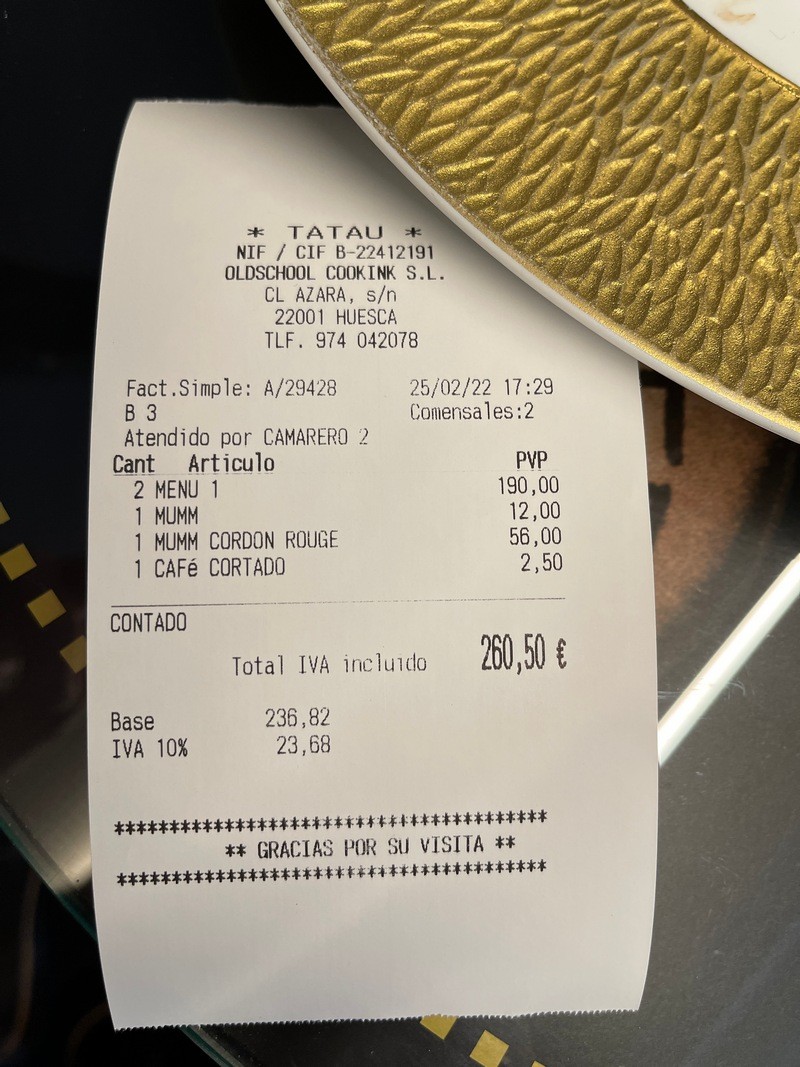 * TATAU *
NIF / CIF B-22412191
OLDSCHOOL COOKINK S.L.
CL AZARA, s/n
22001 HUESCA
TLF. 974 042078
Fact.Simple: A/29428 25/02/22 17:29
B 3 Comensales:2
Atendido por CAMARERO 2
Cant Articulo PVP
2 MENU 1 190,00
1 MUMM 12,00
1 MUMM CORDON ROUGE 56,00
1 CAFé CORTADO 2,50
CONTADO
Total IVA incluido 260,50 €
Base 236,82
IVA 10% 23,68
***********************************************
** GRACIAS POR SU VISITA **
***********************************************